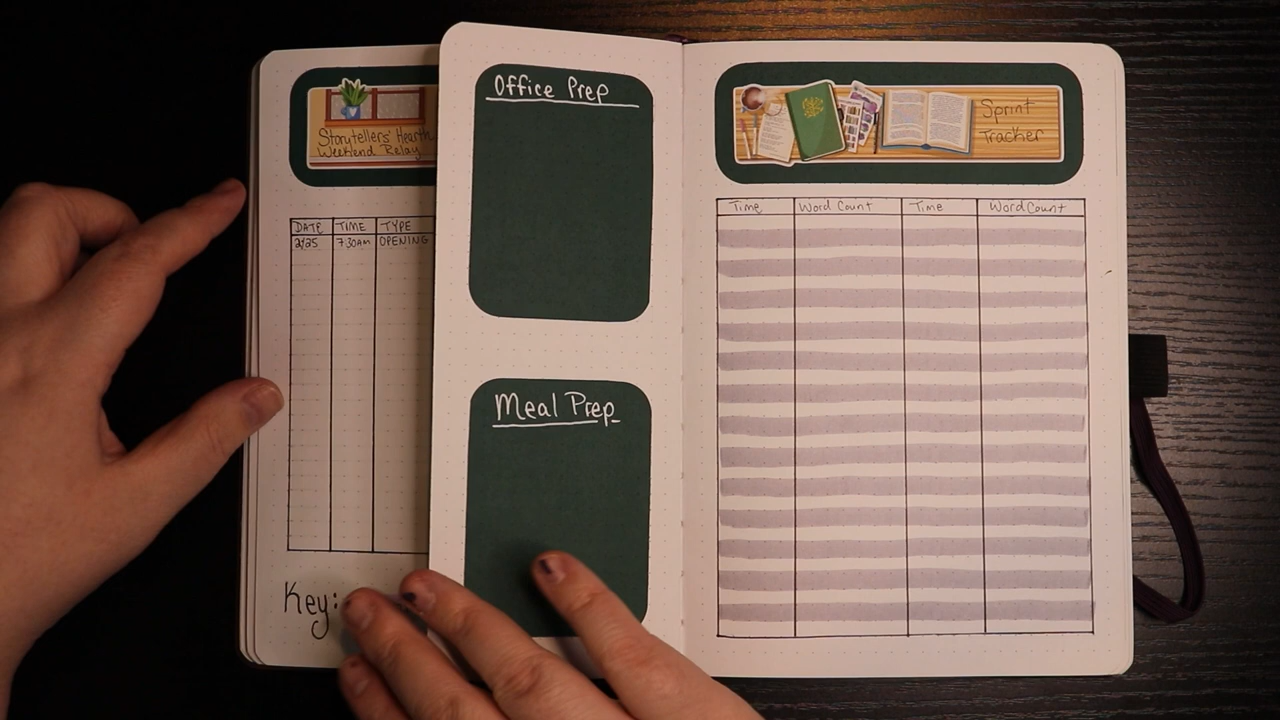 Storytellers' Hearth
Weekend Relay
DATE TIME TYPE
2/25 7:30AM OPENING
Key:
Office Prep
Meal Prep
Sprint
Tracker
Time Word Count Time Word Count